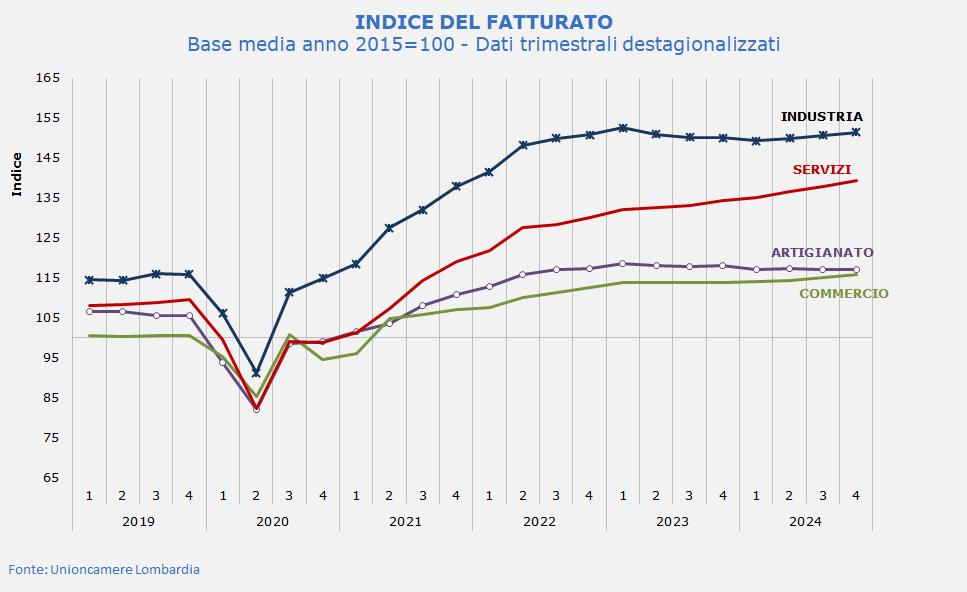 INDICE DEL FATTURATO
Base media anno 2015=100 - Dati trimestrali destagionalizzati
Indice
165
155
145
135
125
115
105
95
85
75
65
INDUSTRIA
SERVIZI
ARTIGIANATO
COMMERCIO
1 2 3 4 1 2 3 4 1 2 3 4 1 2 3 4 1 2 3 4 1 2 3 4
2019 2020 2021 2022 2023 2024
Fonte: Unioncamere Lombardia